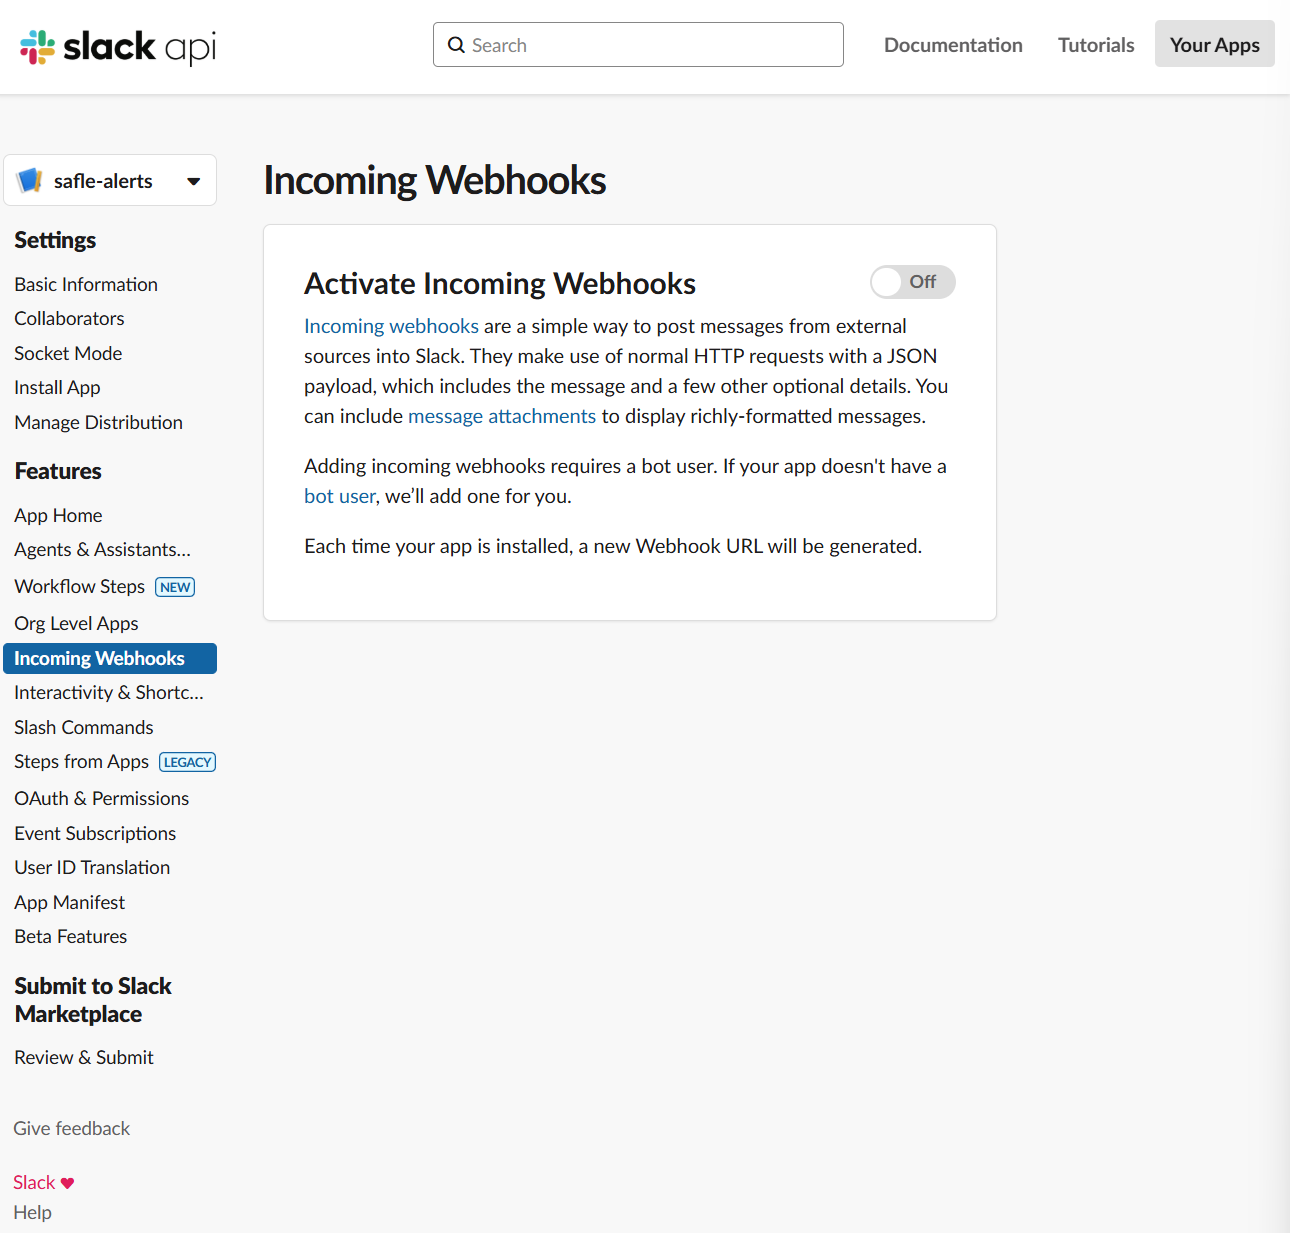 slack api
Search
Documentation
Tutorials
Your Apps
safle-alerts
Settings
Basic Information
Collaborators
Socket Mode
Install App
Manage Distribution
Features
App Home
Agents & Assistants...
Workflow Steps NEW
Org Level Apps
Incoming Webhooks
Interactivity & Shortc...
Slash Commands
Steps from Apps LEGACY
OAuth & Permissions
Event Subscriptions
User ID Translation
App Manifest
Beta Features
Submit to Slack
Marketplace
Review & Submit
Give feedback
Slack ♥
Help
Incoming Webhooks
Activate Incoming Webhooks
Off
Incoming webhooks are a simple way to post messages from external
sources into Slack. They make use of normal HTTP requests with a JSON
payload, which includes the message and a few other optional details. You
can include message attachments to display richly-formatted messages.
Adding incoming webhooks requires a bot user. If your app doesn't have a
bot user, we’ll add one for you.
Each time your app is installed, a new Webhook URL will be generated.